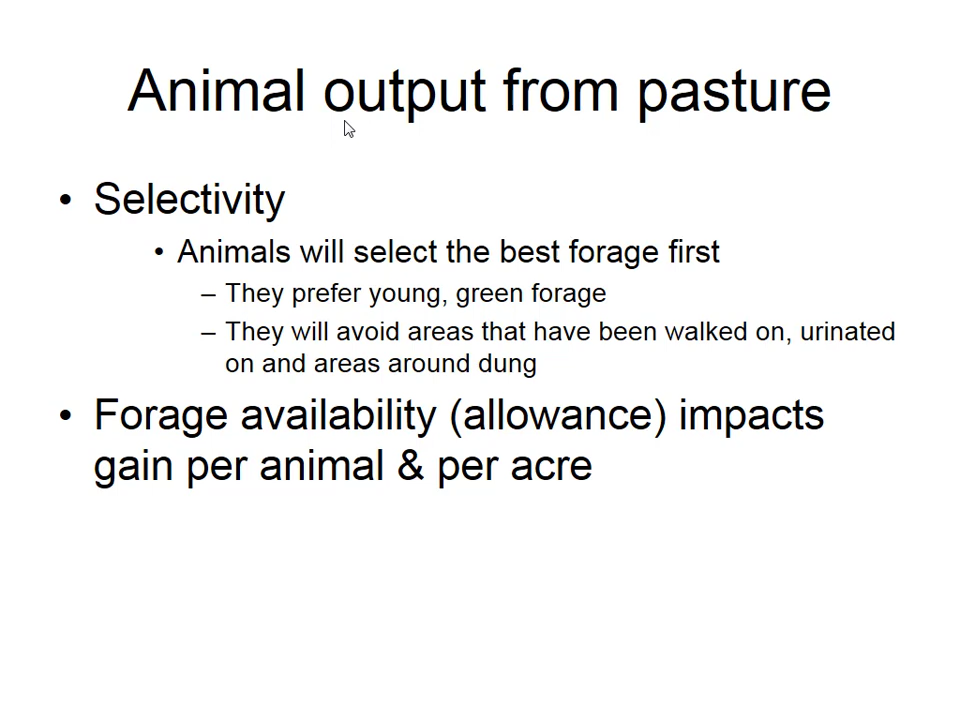 Animal output from pasture
• Selectivity
• Animals will select the best forage first
– They prefer young, green forage
– They will avoid areas that have been walked on, urinated
on and areas around dung
• Forage availability (allowance) impacts
gain per animal & per acre